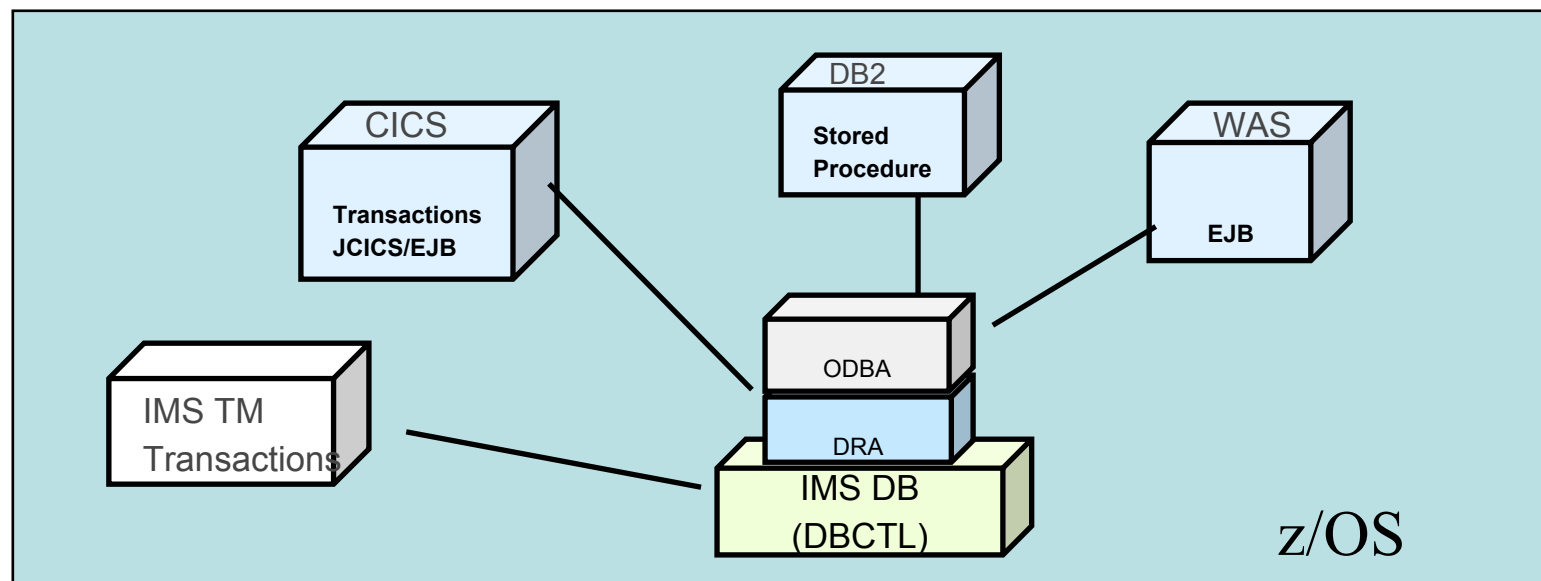 CICS
Transactions
JCICS/EJB
DB2
Stored
Procedure
WAS
EJB
IMS TM
Transactions
ODBA
DRA
IMS DB
(DBCTL)
z/OS